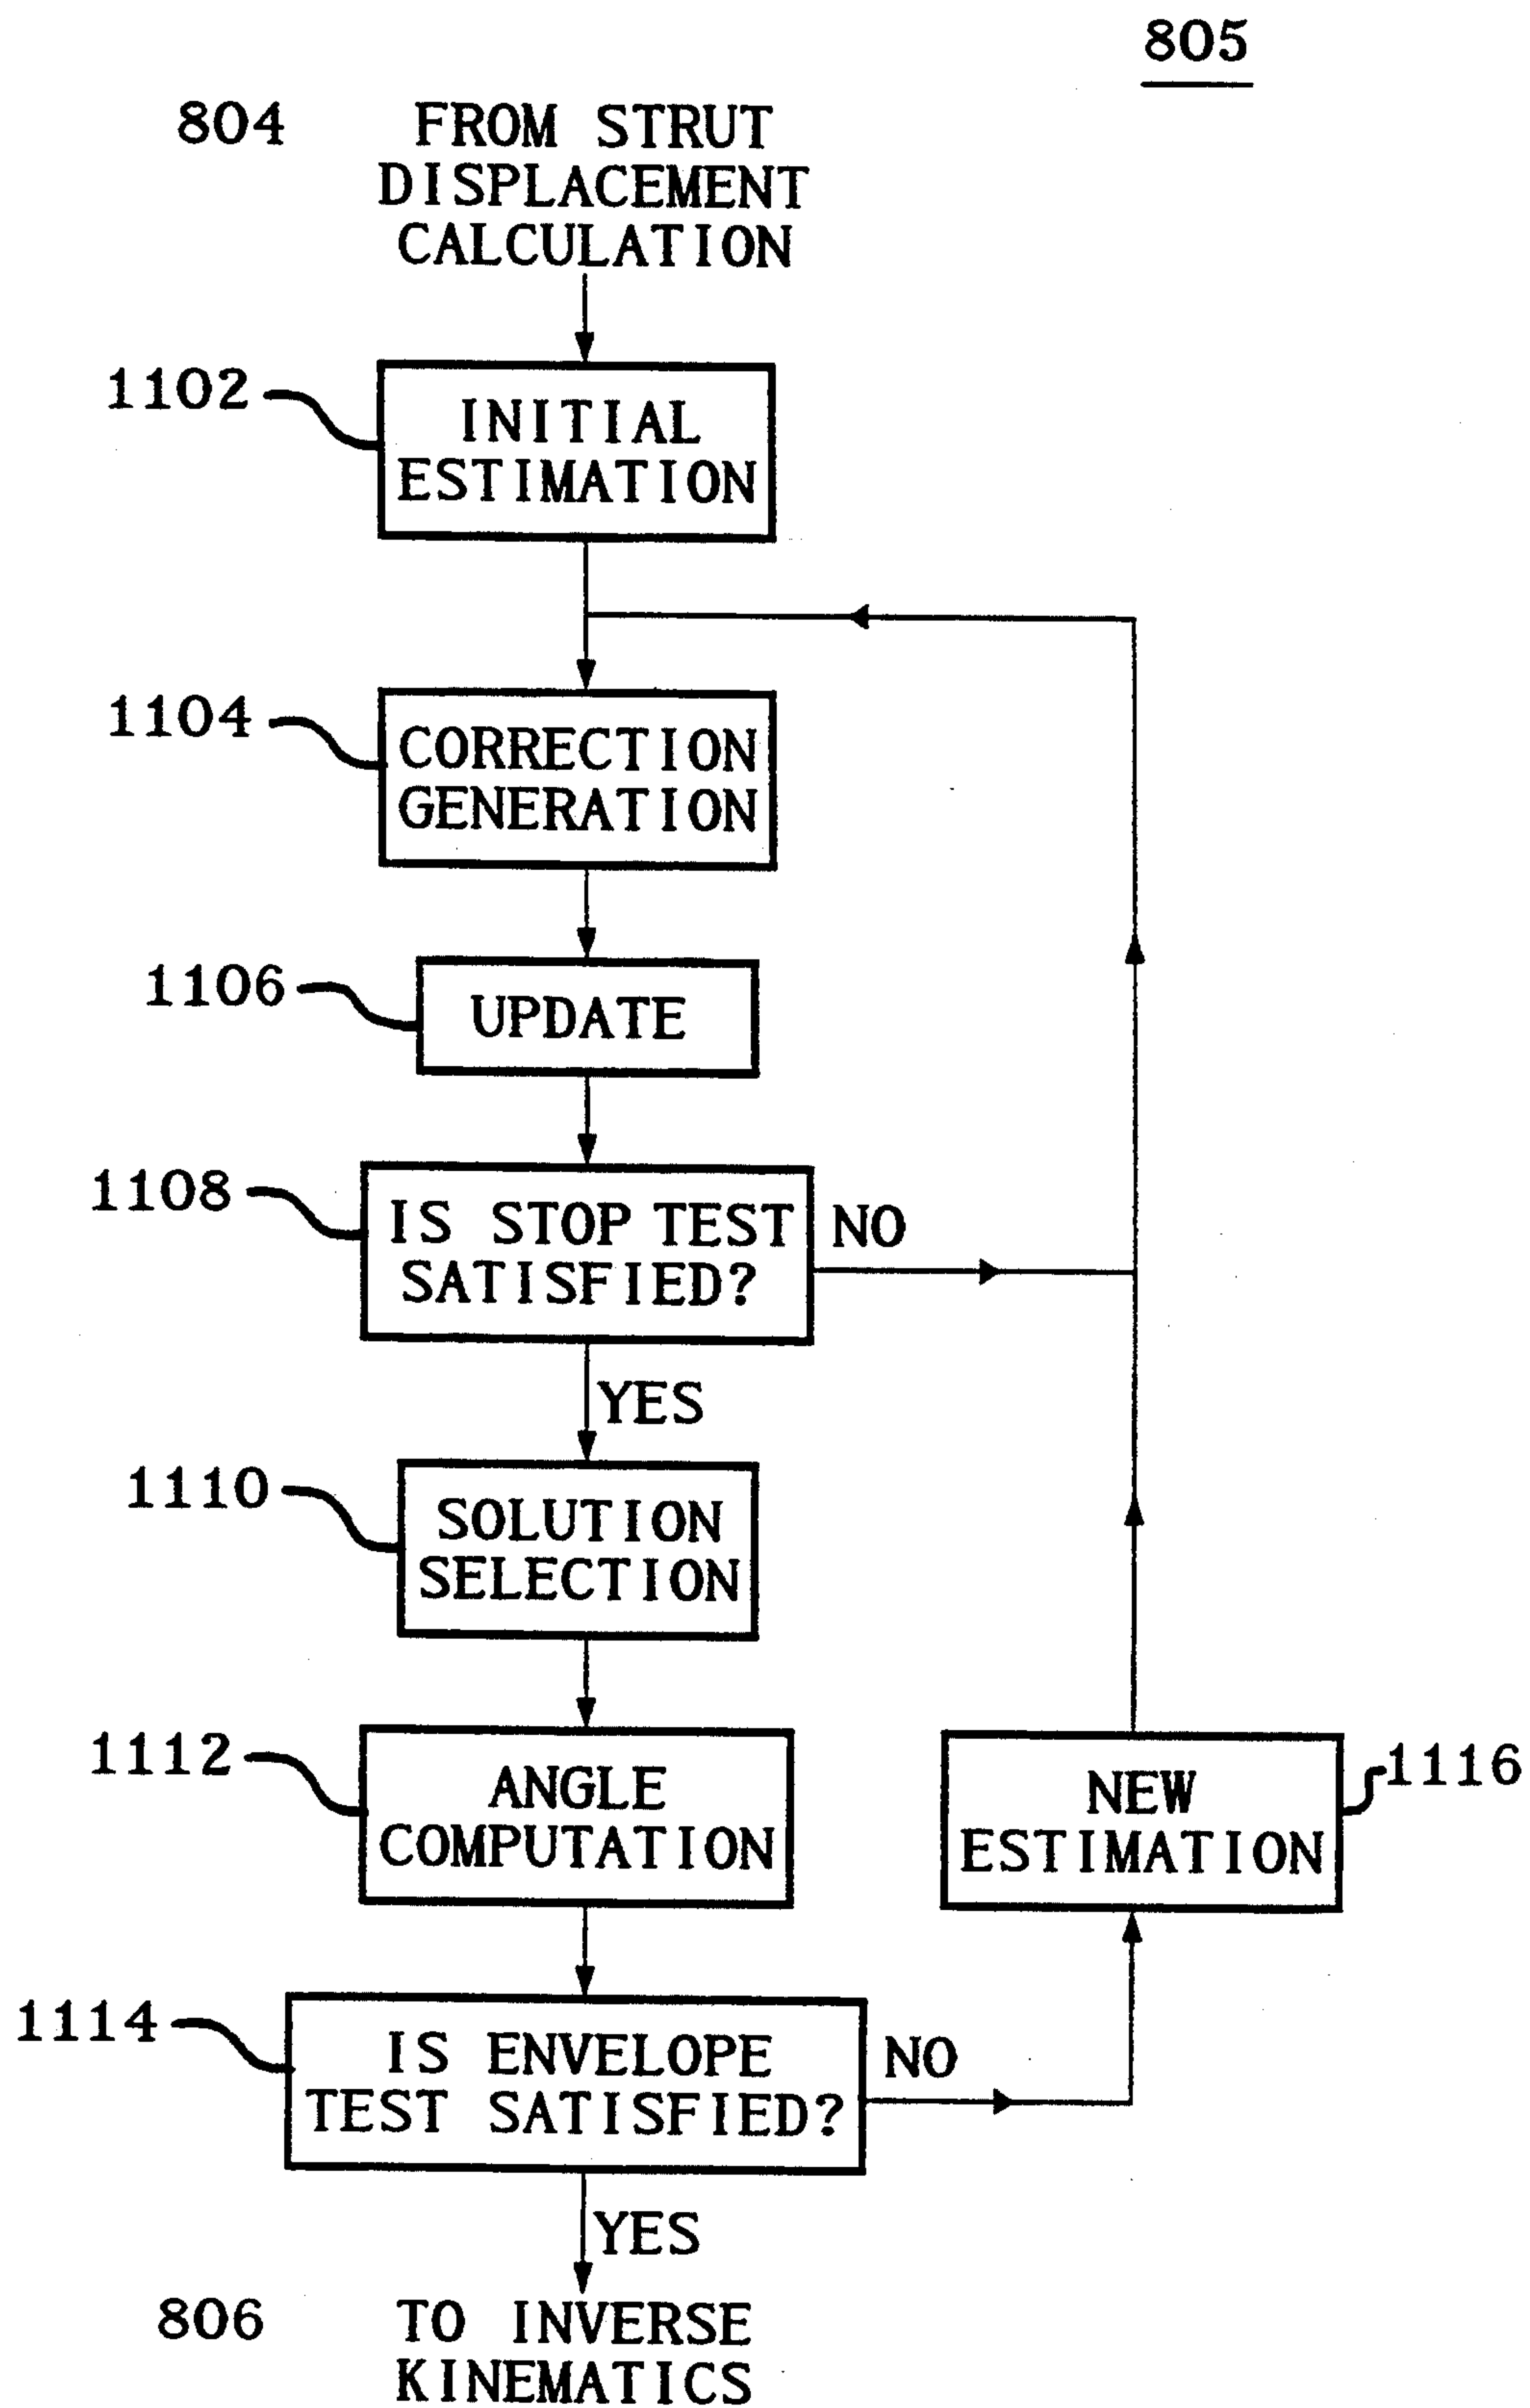 805
804
FROM STRUT
DISPLACEMENT
CALCULATION
1102
INITIAL
ESTIMATION
1104
CORRECTION
GENERATION
1106
UPDATE
1108
IS STOP TEST
SATISFIED?
NO
YES
1110
SOLUTION
SELECTION
1112
ANGLE
COMPUTATION
NEW
ESTIMATION
1116
1114
IS ENVELOPE
TEST SATISFIED?
NO
YES
806
TO INVERSE
KINEMATICS